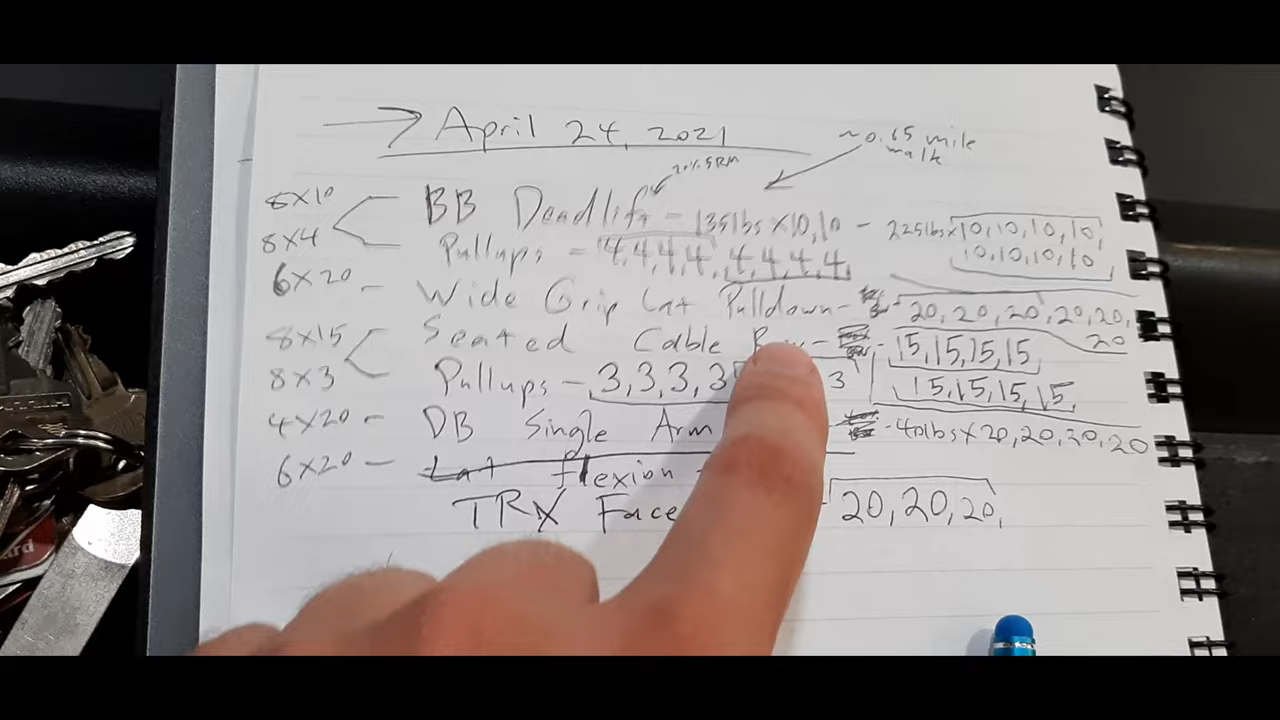 → April 24, 2021
~0.65 mile walk
20% 5RM
8x10 BB Deadlift - 135lbs x 10,10 - 225lbs x 10,10,10,10,
10,10,10,10
8x4 Pullups = 4,4,4,4, 4,4,4,4
6x20 - Wide Grip Lat Pulldown - 20, 20, 20, 20, 20,
20
8x15 Seated Cable Row - 15,15,15,15
15,15,15,15,
8x3 Pullups - 3,3,3,3 3
4x20 - DB Single Arm - 40lbs x 20,20,20,20
6x20 - Lat flexion -
TRX Face 20, 20, 20,